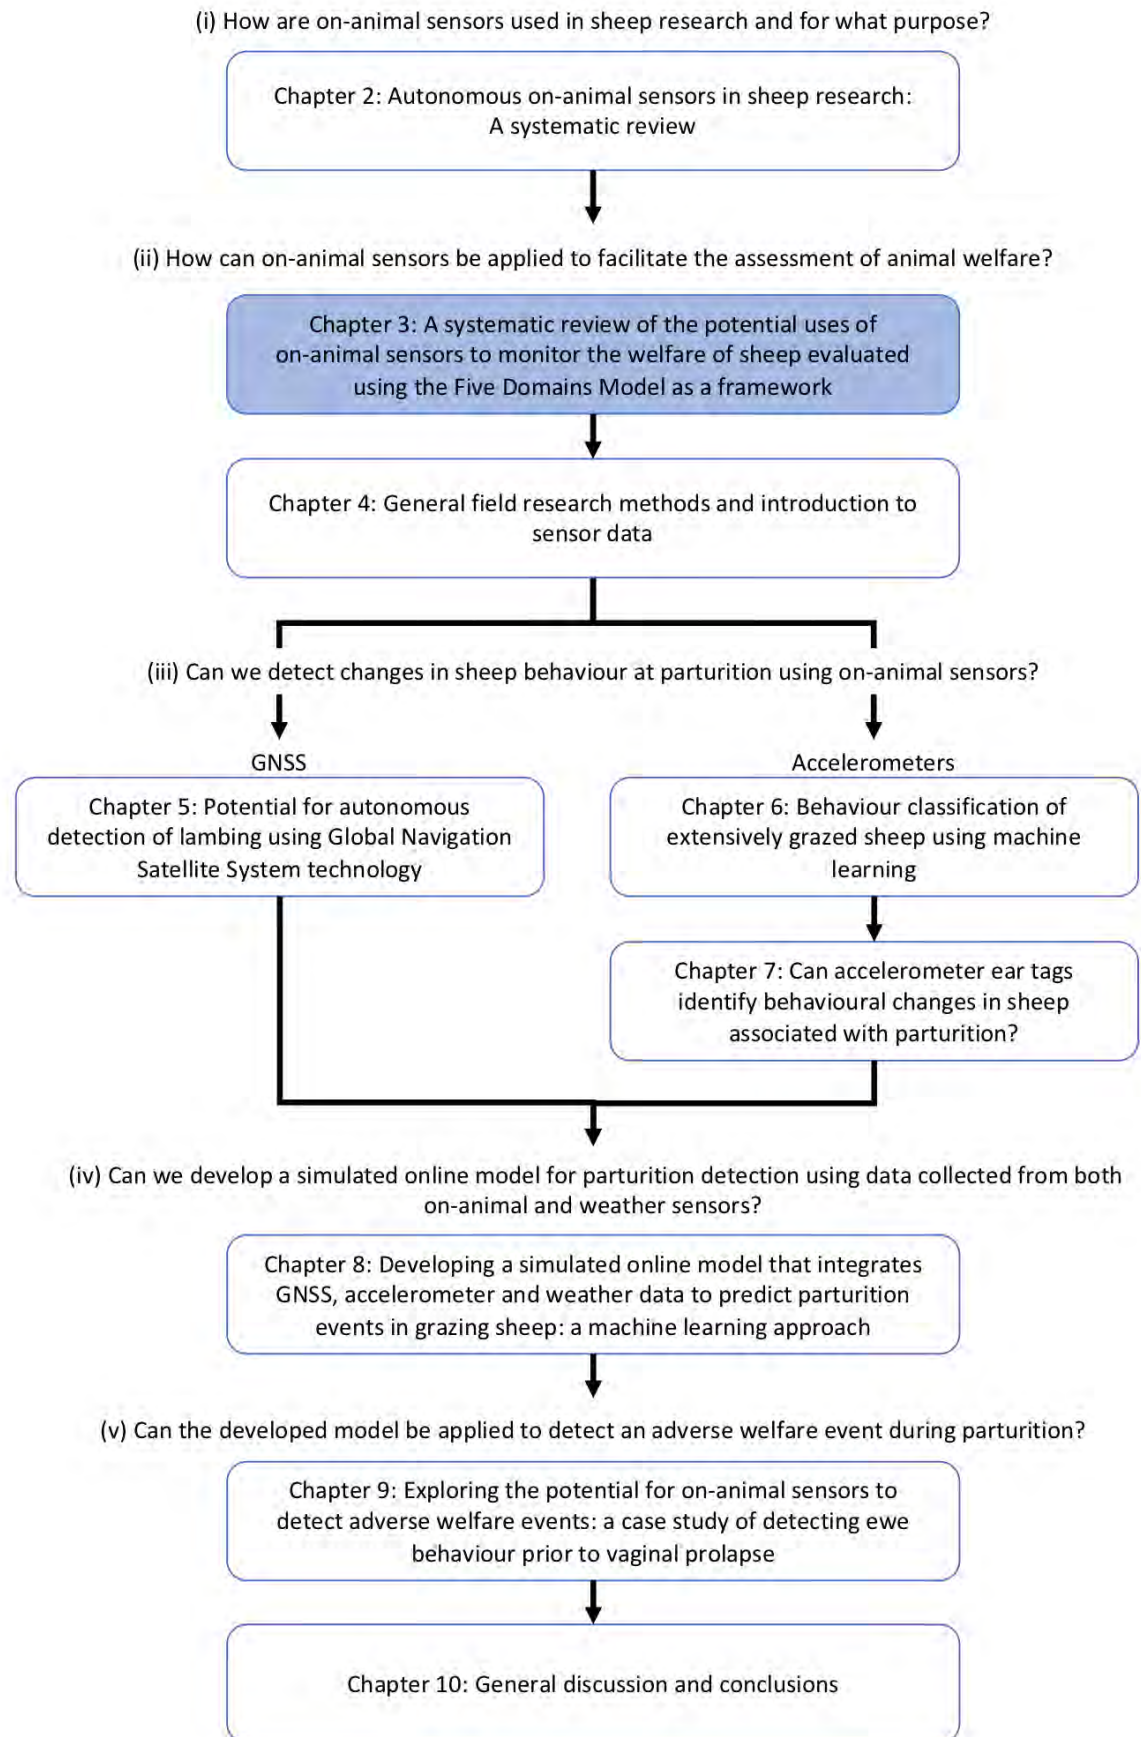 (i) How are on-animal sensors used in sheep research and for what purpose?
Chapter 2: Autonomous on-animal sensors in sheep research:
A systematic review
(ii) How can on-animal sensors be applied to facilitate the assessment of animal welfare?
Chapter 3: A systematic review of the potential uses of
on-animal sensors to monitor the welfare of sheep evaluated
using the Five Domains Model as a framework
Chapter 4: General field research methods and introduction to
sensor data
(iii) Can we detect changes in sheep behaviour at parturition using on-animal sensors?
GNSS
Chapter 5: Potential for autonomous
detection of lambing using Global Navigation
Satellite System technology
Accelerometers
Chapter 6: Behaviour classification of
extensively grazed sheep using machine
learning
Chapter 7: Can accelerometer ear tags
identify behavioural changes in sheep
associated with parturition?
(iv) Can we develop a simulated online model for parturition detection using data collected from both
on-animal and weather sensors?
Chapter 8: Developing a simulated online model that integrates
GNSS, accelerometer and weather data to predict parturition
events in grazing sheep: a machine learning approach
(v) Can the developed model be applied to detect an adverse welfare event during parturition?
Chapter 9: Exploring the potential for on-animal sensors to
detect adverse welfare events: a case study of detecting ewe
behaviour prior to vaginal prolapse
Chapter 10: General discussion and conclusions